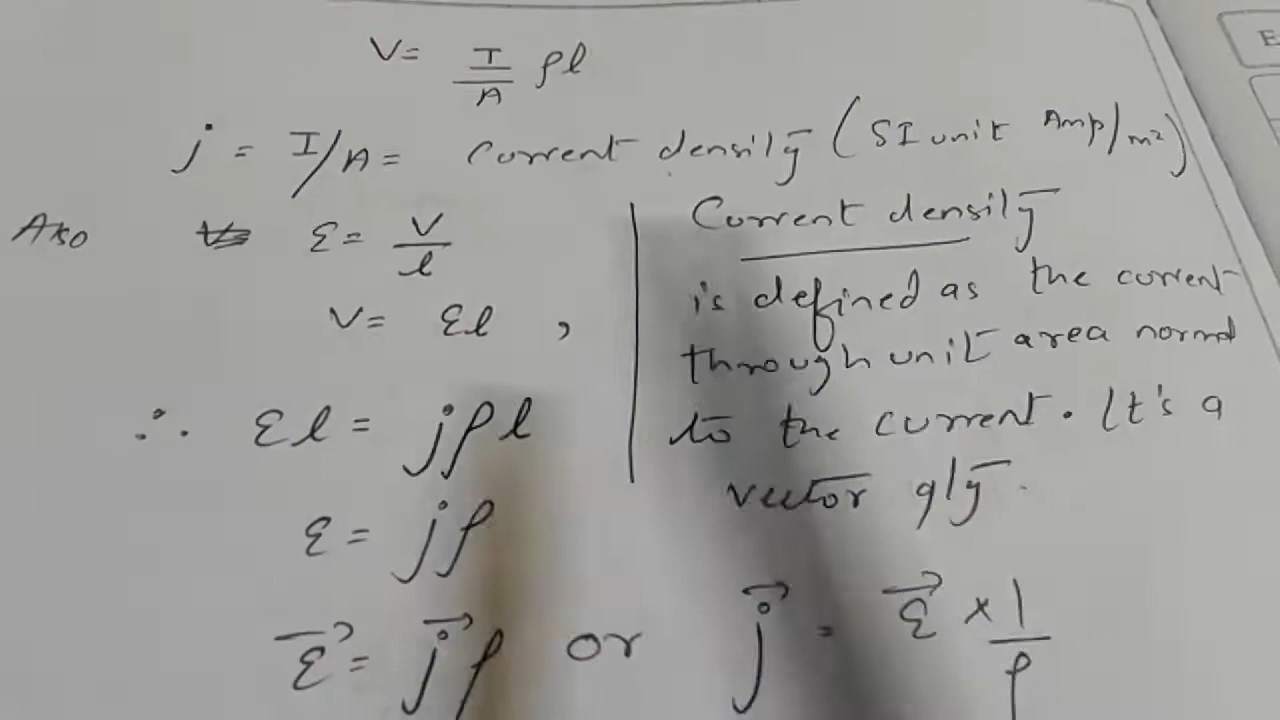 V= I/A ρl
j = I/A = Current density (SI unit Amp/m²)
Also ε= V/l
V= εl ,
∴ εl = jρl
ε= jρ
ε⃗ = j⃗ρ or j⃗ = ε⃗ × 1/ρ
Current density
is defined as the current
through unit area normal
to the current. It's a
vector qty.
E